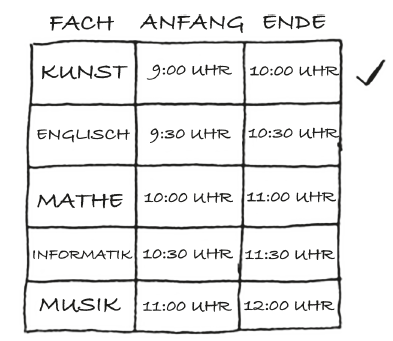 FACH ANFANG ENDE
KUNST 9:00 UHR 10:00 UHR
ENGLISCH 9:30 UHR 10:30 UHR
MATHE 10:00 UHR 11:00 UHR
INFORMATIK 10:30 UHR 11:30 UHR
MUSIK 11:00 UHR 12:00 UHR